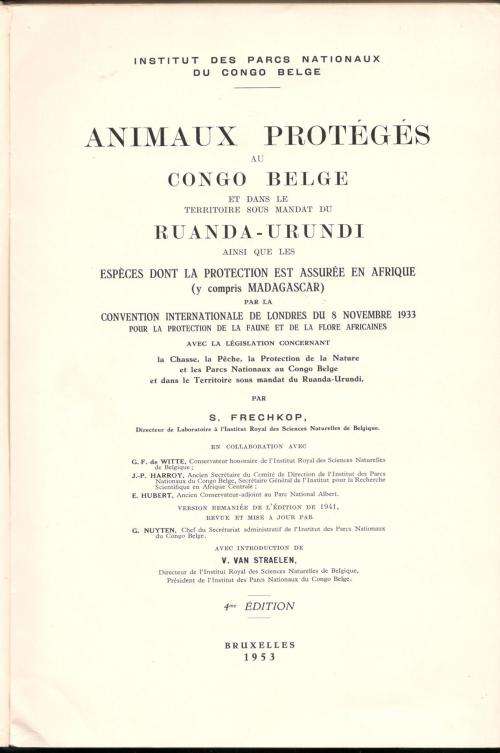 INSTITUT DES PARCS NATIONAUX
DU CONGO BELGE
ANIMAUX PROTÉGÉS
AU
CONGO BELGE
ET DANS LE
TERRITOIRE SOUS MANDAT DU
RUANDA-URUNDI
AINSI QUE LES
ESPÈCES DONT LA PROTECTION EST ASSURÉE EN AFRIQUE
(y compris MADAGASCAR)
PAR LA
CONVENTION INTERNATIONALE DE LONDRES DU 8 NOVEMBRE 1933
POUR LA PROTECTION DE LA FAUNE ET DE LA FLORE AFRICAINES
AVEC LA LÉGISLATION CONCERNANT
la Chasse, la Pêche, la Protection de la Nature
et les Parcs Nationaux au Congo Belge
et dans le Territoire sous mandat du Ruanda-Urundi,
PAR
S. FRECHKOP,
Directeur de Laboratoire à l'Institut Royal des Sciences Naturelles de Belgique.
EN COLLABORATION AVEC
G. F. de WITTE, Conservateur honoraire de l'Institut Royal des Sciences Naturelles
de Belgique;
J.-P. HARROY, Ancien Secrétaire du Comité de Direction de l'Institut des Parcs
Nationaux du Congo Belge, Secrétaire Général de l'Institut pour la Recherche
Scientifique en Afrique Centrale;
E. HUBERT, Ancien Conservateur-adjoint au Parc National Albert.
VERSION REMANIÉE DE L'ÉDITION DE 1941,
REVUE ET MISE A JOUR PAR
G. NUYTEN, Chef du Secrétariat administratif de l'Institut des Parcs Nationaux
du Congo Belge,
AVEC INTRODUCTION DE
V. VAN STRAELEN,
Directeur de l'Institut Royal des Sciences Naturelles de Belgique,
Président de l'Institut des Parcs Nationaux du Congo Belge.
4me ÉDITION
BRUXELLES
1953